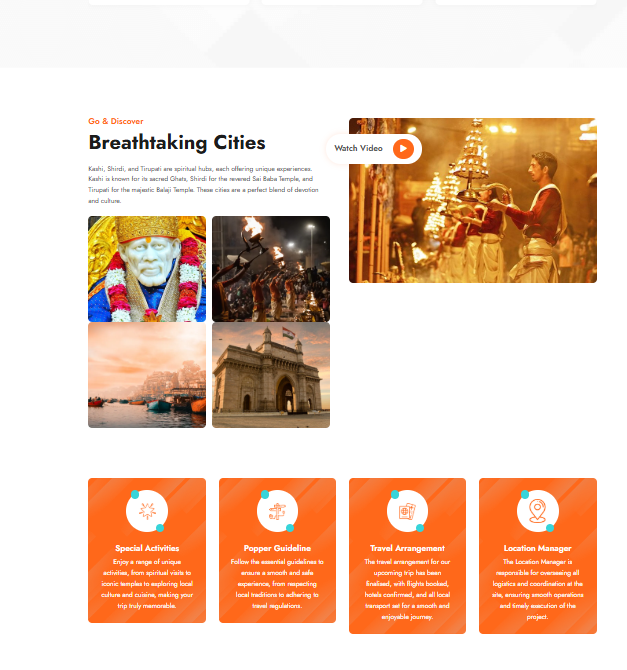 Go & Discover
Breathtaking Cities
Kashi, Shirdi, and Tirupati are spiritual hubs, each offering unique experiences.
Kashi is known for its sacred Ghats, Shirdi for the revered Sai Baba Temple, and
Tirupati for the majestic Balaji Temple. These cities are a perfect blend of devotion
and culture.
Watch Video
Special Activities
Enjoy a range of unique
activities, from spiritual visits to
iconic temples to exploring local
culture and cuisine, making your
trip truly memorable.
Popper Guideline
Follow the essential guidelines to
ensure a smooth and safe
experience, from respecting
local traditions to adhering to
travel regulations.
Travel Arrangement
The travel arrangement for our
upcoming trip has been
finalised, with flights booked,
hotels confirmed, and all local
transport set for a smooth and
enjoyable journey.
Location Manager
The Location Manager is
responsible for overseeing all
logistics and coordination at the
site, ensuring smooth operations
and timely execution of the
project.